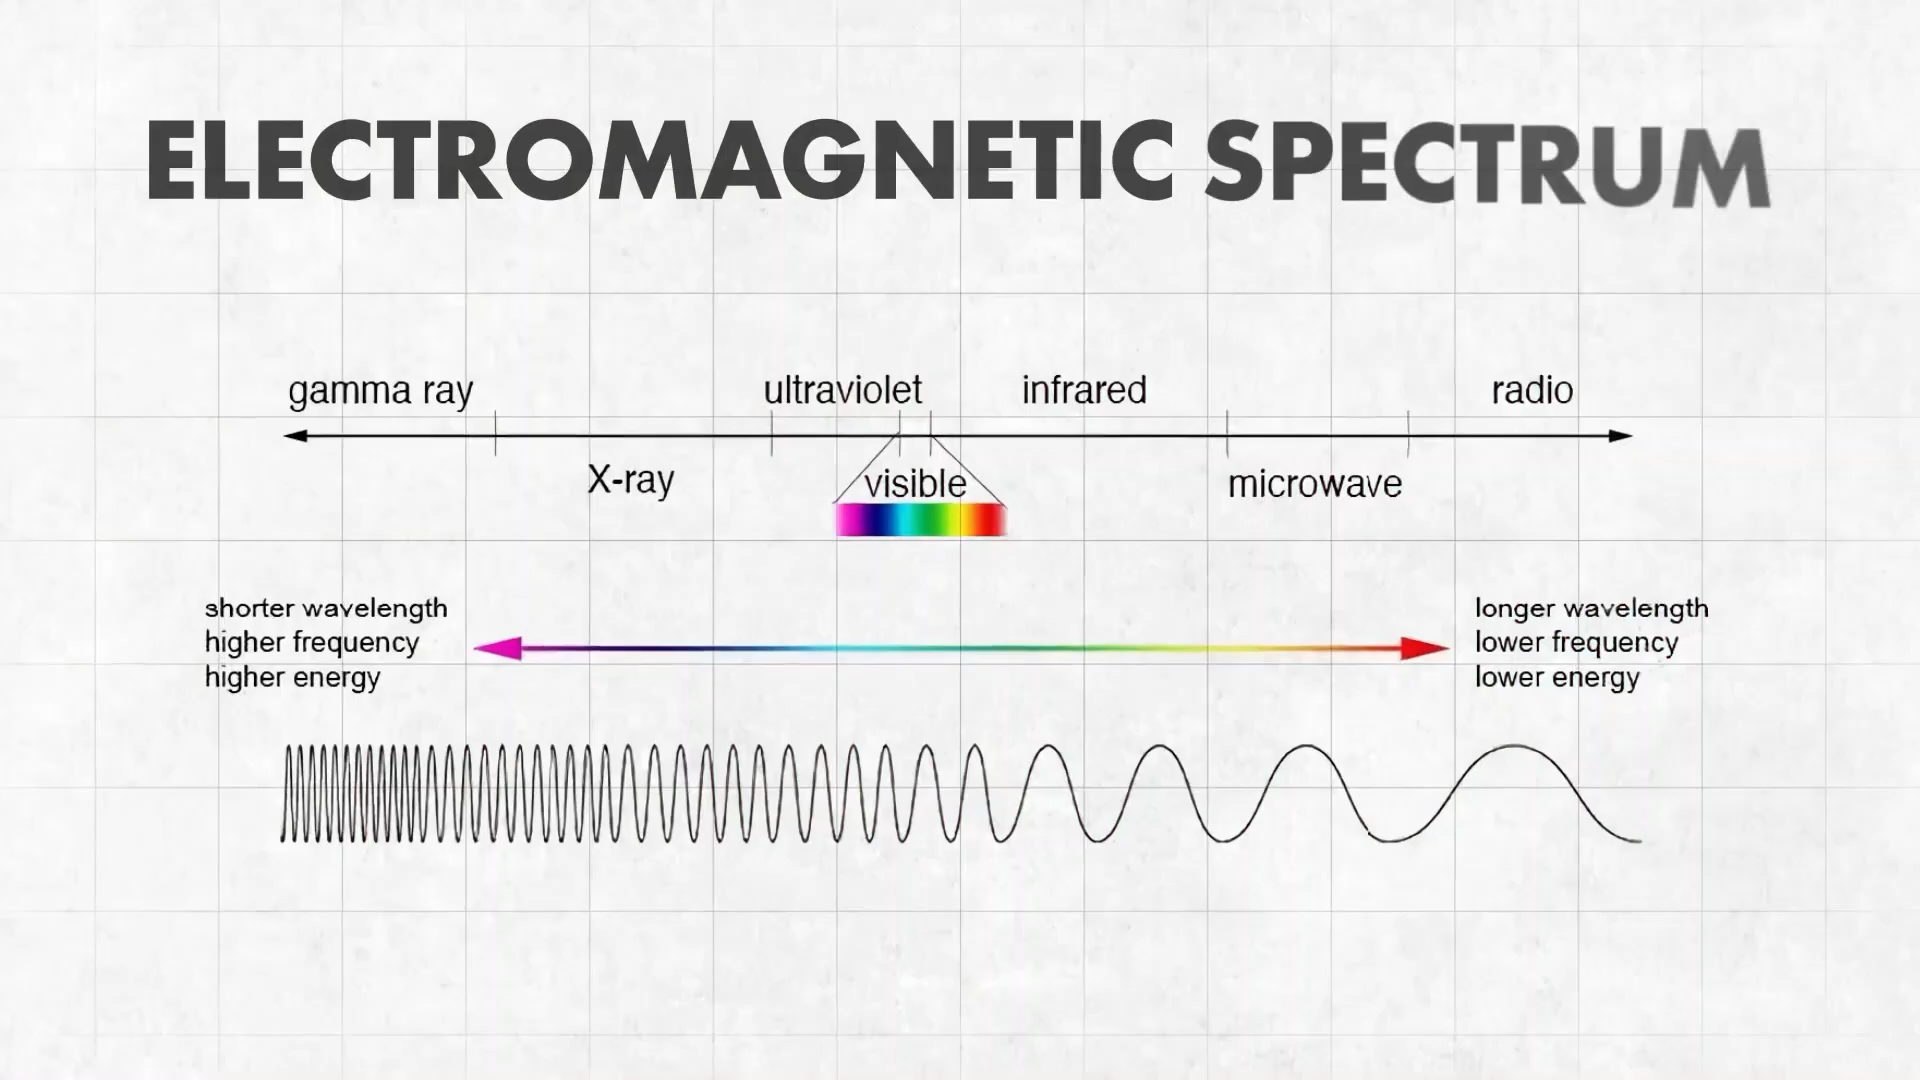 ELECTROMAGNETIC SPECTRUM
gamma ray
ultraviolet
infrared
radio
X-ray
visible
microwave
shorter wavelength
higher frequency
higher energy
longer wavelength
lower frequency
lower energy